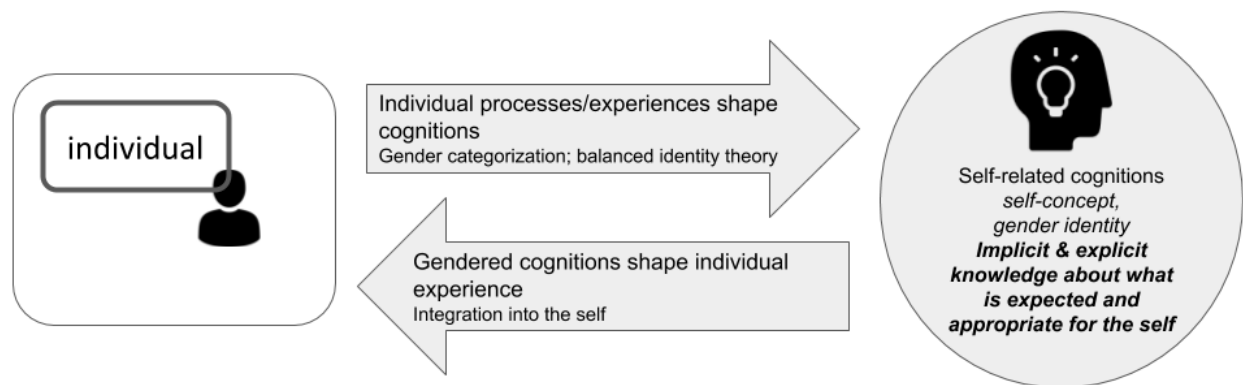 individual
Individual processes/experiences shape
cognitions
Gender categorization; balanced identity theory
Gendered cognitions shape individual
experience
Integration into the self
Self-related cognitions
self-concept,
gender identity
Implicit & explicit
knowledge about what
is expected and
appropriate for the self